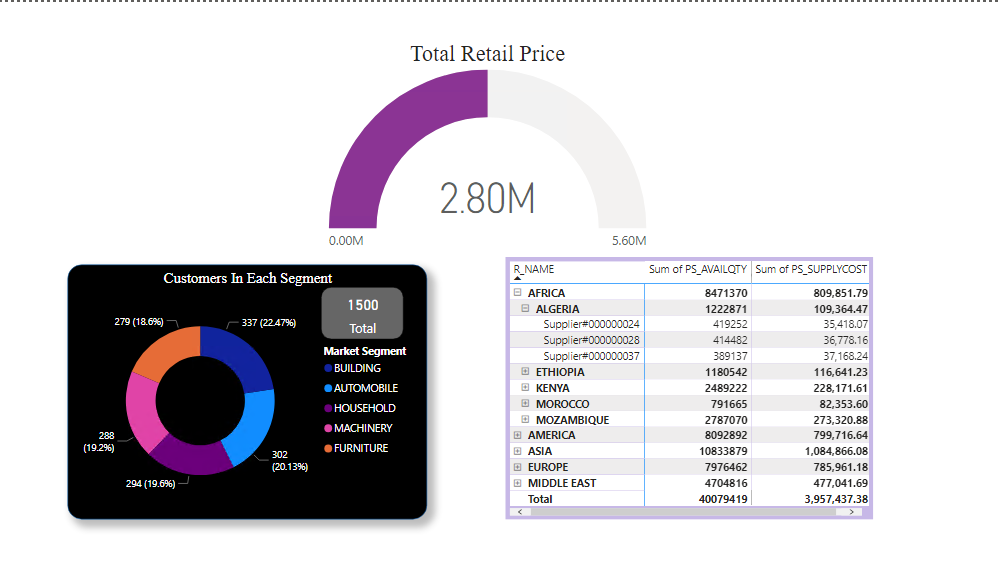 Total Retail Price
2.80M
0.00M 5.60M
Customers In Each Segment
1500
Total
279 (18.6%)
337 (22.47%)
288
(19.2%)
302
(20.13%)
294 (19.6%)
Market Segment
BUILDING
AUTOMOBILE
HOUSEHOLD
MACHINERY
FURNITURE
R_NAME Sum of PS_AVAILQTY Sum of PS_SUPPLYCOST
AFRICA 8471370 809,851.79
ALGERIA 1222871 109,364.47
Supplier#000000024 419252 35,418.07
Supplier#000000028 414482 36,778.16
Supplier#000000037 389137 37,168.24
ETHIOPIA 1180542 116,641.23
KENYA 2489222 228,171.61
MOROCCO 791665 82,353.60
MOZAMBIQUE 2787070 273,320.88
AMERICA 8092892 799,716.64
ASIA 10833879 1,084,866.08
EUROPE 7976462 785,961.18
MIDDLE EAST 4704816 477,041.69
Total 40079419 3,957,437.38